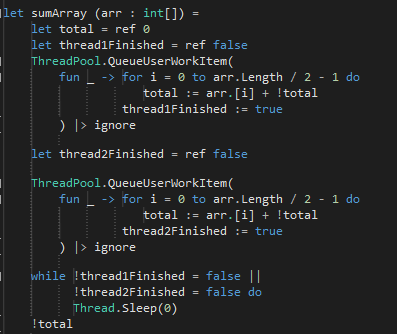 let sumArray (arr : int[]) =
    let total = ref 0
    let thread1Finished = ref false
    ThreadPool.QueueUserWorkItem(
        fun _ -> for i = 0 to arr.Length / 2 - 1 do
                    total := arr.[i] + !total
                 thread1Finished := true
        ) |> ignore
    let thread2Finished = ref false
    ThreadPool.QueueUserWorkItem(
        fun _ -> for i = 0 to arr.Length / 2 - 1 do
                    total := arr.[i] + !total
                 thread2Finished := true
        ) |> ignore
    while !thread1Finished = false ||
          !thread2Finished = false do
          Thread.Sleep(0)
    !total